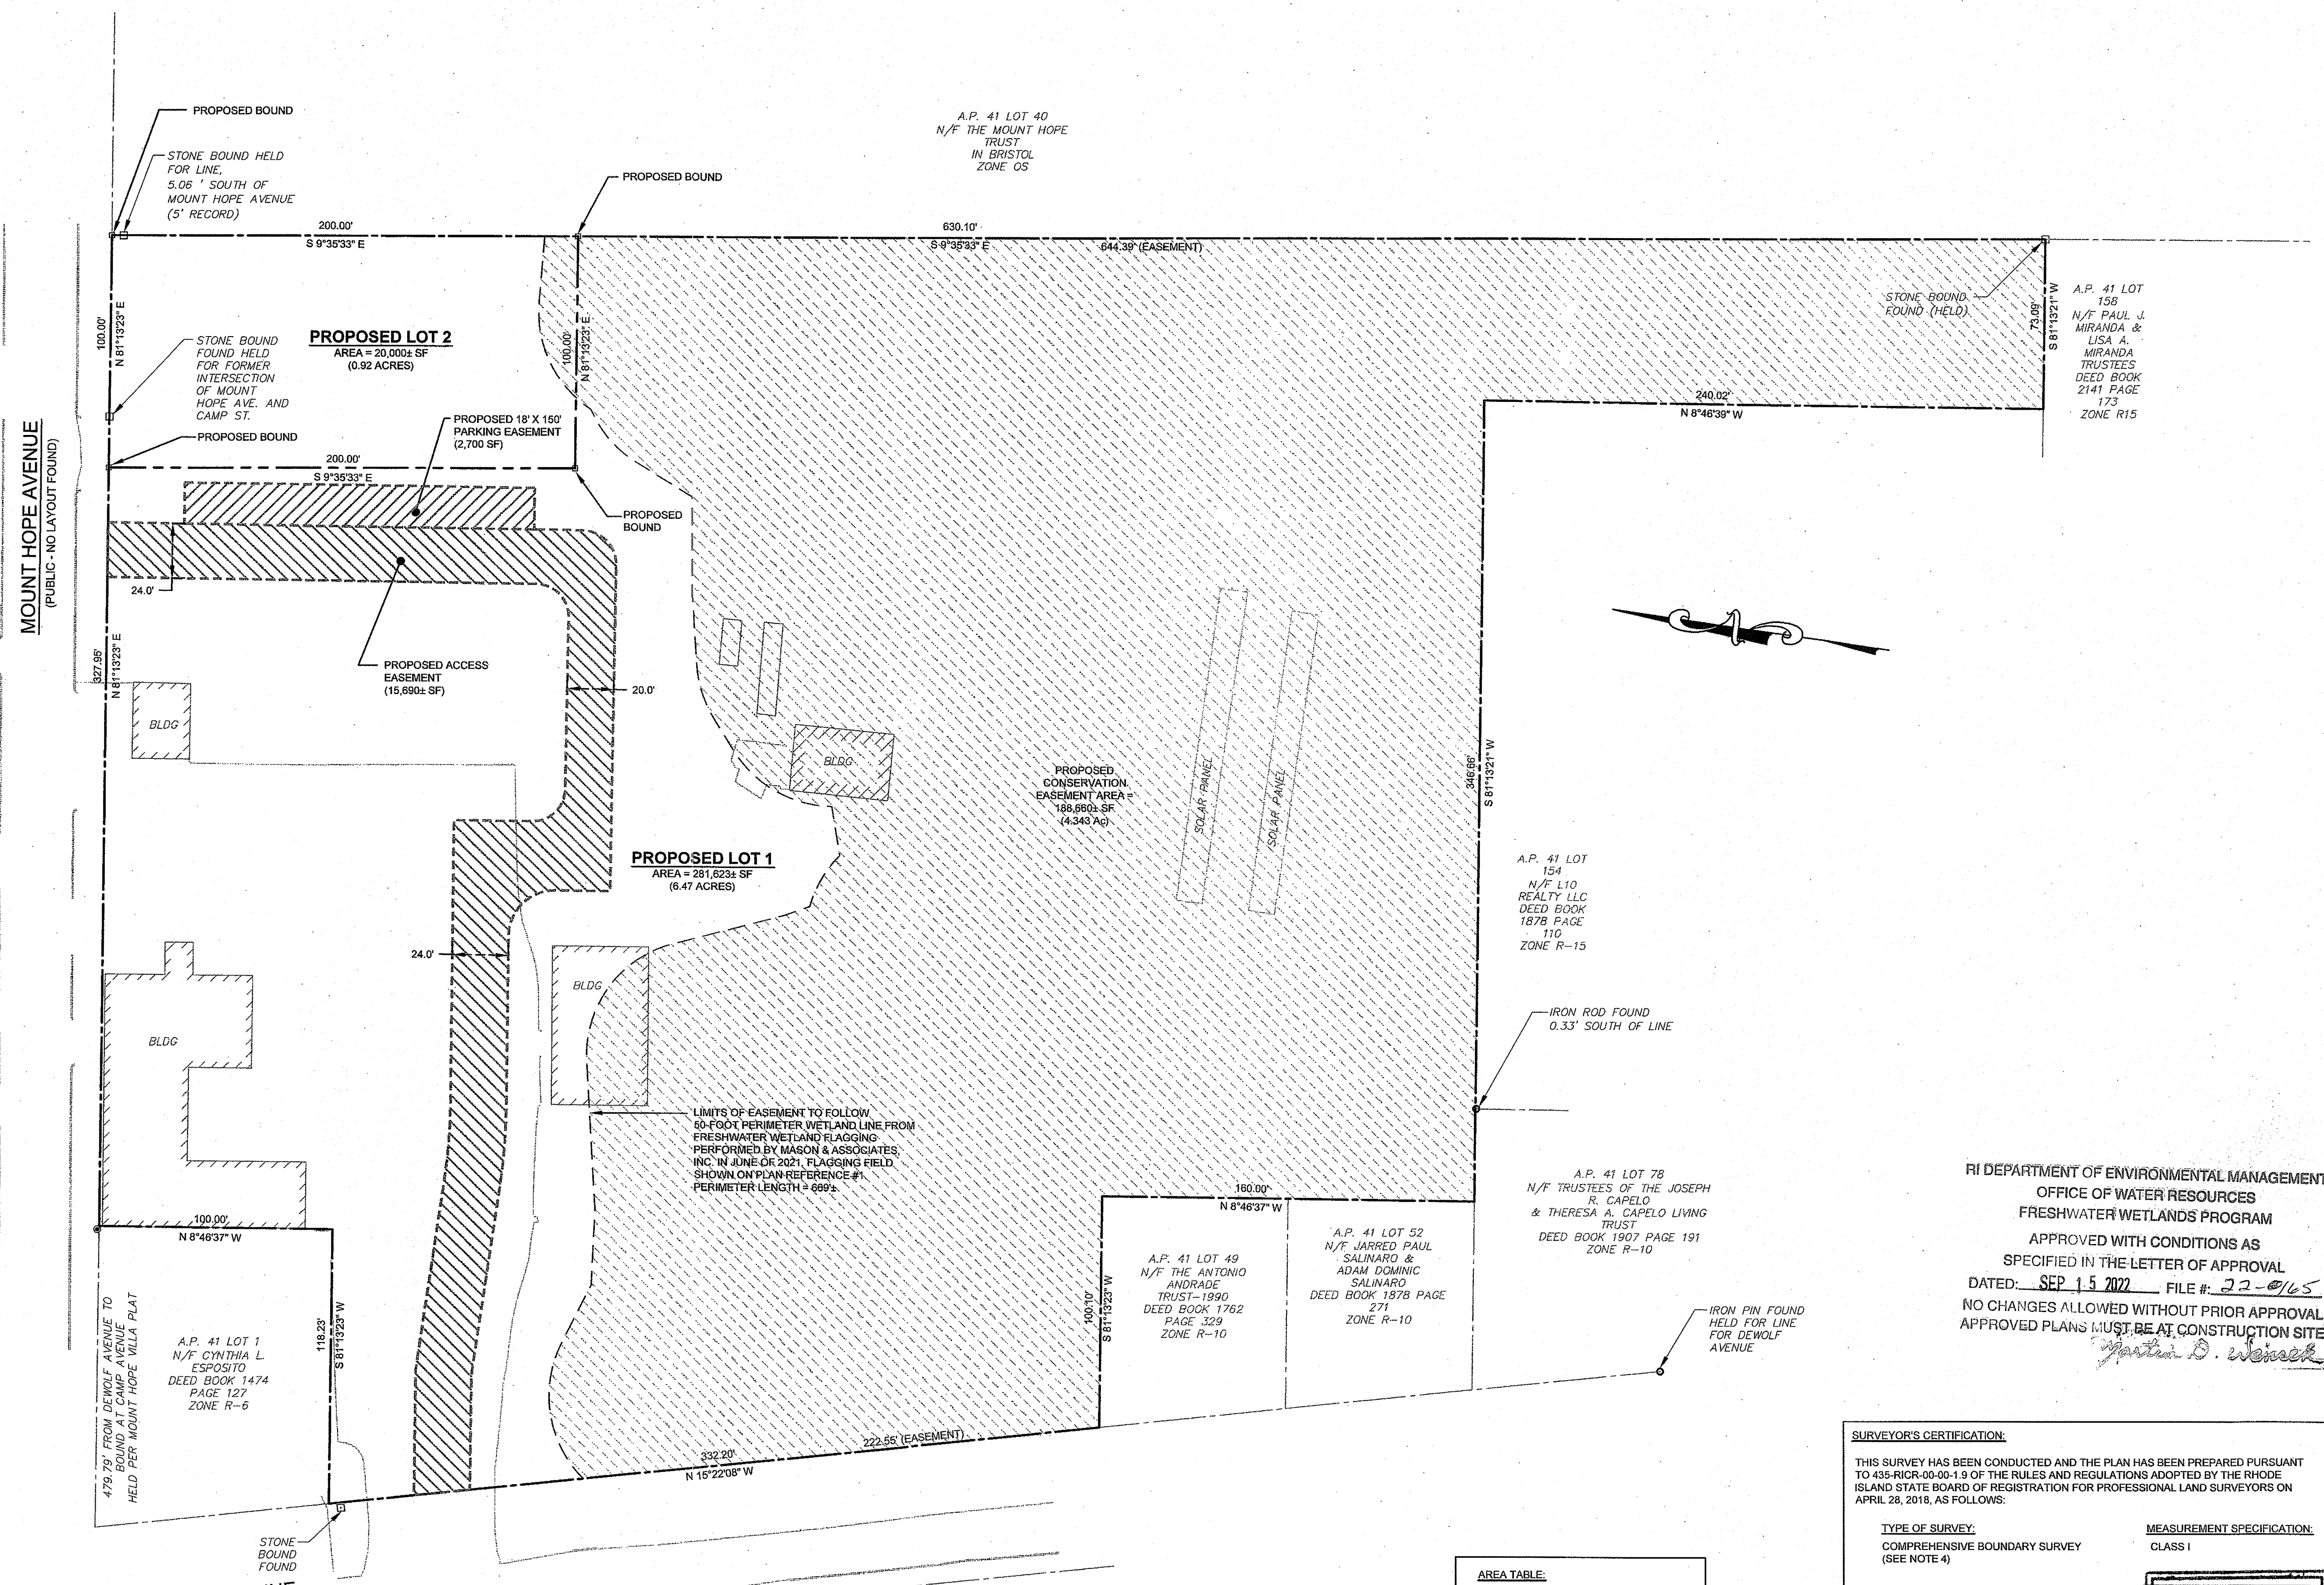 PROPOSED BOUND
STONE BOUND HELD
FOR LINE,
5.06 ' SOUTH OF
MOUNT HOPE AVENUE
(5' RECORD)
A.P. 41 LOT 40
N/F THE MOUNT HOPE
TRUST
IN BRISTOL
ZONE OS
PROPOSED BOUND
200.00'
S 9°35'33" E
630.10'
S 9°35'33" E
644.39' (EASEMENT)
100.00'
N 81°13'23" E
PROPOSED LOT 2
AREA = 20,000± SF
(0.92 ACRES)
100.00'
N 81°13'23" E
STONE BOUND
FOUND HELD
FOR FORMER
INTERSECTION
OF MOUNT
HOPE AVE. AND
CAMP ST.
PROPOSED BOUND
PROPOSED 18' X 150'
PARKING EASEMENT
(2,700 SF)
200.00'
S 9°35'33" E
PROPOSED
BOUND
STONE BOUND
FOUND (HELD)
73.09'
S 81°13'21" W
A.P. 41 LOT
158
N/F PAUL J.
MIRANDA &
LISA A.
MIRANDA
TRUSTEES
DEED BOOK
2141 PAGE
173
ZONE R15
240.02'
N 8°46'39" W
MOUNT HOPE AVENUE
(PUBLIC - NO LAYOUT FOUND)
24.0'
327.95'
N 81°13'23" E
PROPOSED ACCESS
EASEMENT
(15,690± SF)
20.0'
BLDG
BLDG
PROPOSED
CONSERVATION
EASEMENT AREA =
188,660± SF
(4.343 Ac)
SOLAR PANEL
SOLAR PANEL
346.66'
S 81°13'21" W
PROPOSED LOT 1
AREA = 281,623± SF
(6.47 ACRES)
A.P. 41 LOT
154
N/F L10
REALTY LLC
DEED BOOK
1878 PAGE
110
ZONE R-15
24.0'
BLDG
BLDG
IRON ROD FOUND
0.33' SOUTH OF LINE
LIMITS OF EASEMENT TO FOLLOW
50-FOOT PERIMETER WETLAND LINE FROM
FRESHWATER WETLAND FLAGGING
PERFORMED BY MASON & ASSOCIATES,
INC. IN JUNE OF 2021, FLAGGING FIELD
SHOWN ON PLAN REFERENCE #1.
PERIMETER LENGTH = 669'±
100.00'
N 8°46'37" W
160.00'
N 8°46'37" W
A.P. 41 LOT 78
N/F TRUSTEES OF THE JOSEPH
R. CAPELO
& THERESA A. CAPELO LIVING
TRUST
DEED BOOK 1907 PAGE 191
ZONE R-10
A.P. 41 LOT 49
N/F THE ANTONIO
ANDRADE
TRUST-1990
DEED BOOK 1762
PAGE 329
ZONE R-10
A.P. 41 LOT 52
N/F JARRED PAUL
SALINARO &
ADAM DOMINIC
SALINARO
DEED BOOK 1878 PAGE
271
ZONE R-10
100.10'
S 81°13'23" W
IRON PIN FOUND
HELD FOR LINE
FOR DEWOLF
AVENUE
479.79' FROM DEWOLF AVENUE TO
BOUND AT CAMP AVENUE
HELD PER MOUNT HOPE VILLA PLAT
A.P. 41 LOT 1
N/F CYNTHIA L.
ESPOSITO
DEED BOOK 1474
PAGE 127
ZONE R-6
118.23'
S 81°13'23" W
332.20'
222.55' (EASEMENT)
N 15°22'08" W
STONE
BOUND
FOUND
RI DEPARTMENT OF ENVIRONMENTAL MANAGEMENT
OFFICE OF WATER RESOURCES
FRESHWATER WETLANDS PROGRAM
APPROVED WITH CONDITIONS AS
SPECIFIED IN THE LETTER OF APPROVAL
DATED: SEP 15 2022 FILE #: 22-0165
NO CHANGES ALLOWED WITHOUT PRIOR APPROVAL
APPROVED PLANS MUST BE AT CONSTRUCTION SITE
SURVEYOR'S CERTIFICATION:
THIS SURVEY HAS BEEN CONDUCTED AND THE PLAN HAS BEEN PREPARED PURSUANT
TO 435-RICR-00-00-1.9 OF THE RULES AND REGULATIONS ADOPTED BY THE RHODE
ISLAND STATE BOARD OF REGISTRATION FOR PROFESSIONAL LAND SURVEYORS ON
APRIL 28, 2018, AS FOLLOWS:
TYPE OF SURVEY:
MEASUREMENT SPECIFICATION:
COMPREHENSIVE BOUNDARY SURVEY
CLASS I
(SEE NOTE 4)
AREA TABLE: